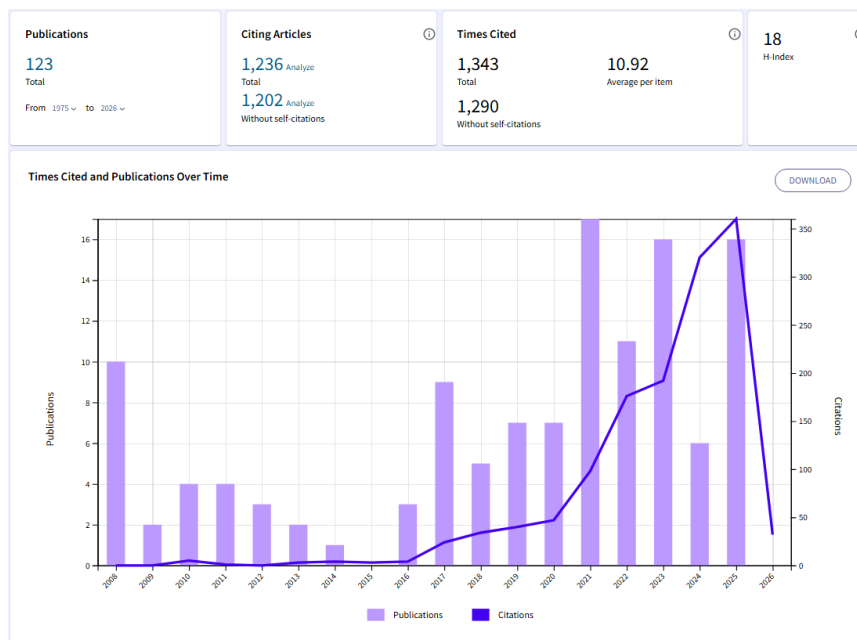 Publications
123
Total
From 1975 to 2026
Citing Articles
1,236 Analyze
Total
1,202 Analyze
Without self-citations
Times Cited
1,343
Total
10.92
Average per item
1,290
Without self-citations
18
H-Index
Times Cited and Publications Over Time
DOWNLOAD
Publications
16
14
12
10
8
6
4
2
0
350
300
250
200
150
100
50
0
Citations
2008
2009
2010
2011
2012
2013
2014
2015
2016
2017
2018
2019
2020
2021
2022
2023
2024
2025
2026
Publications
Citations